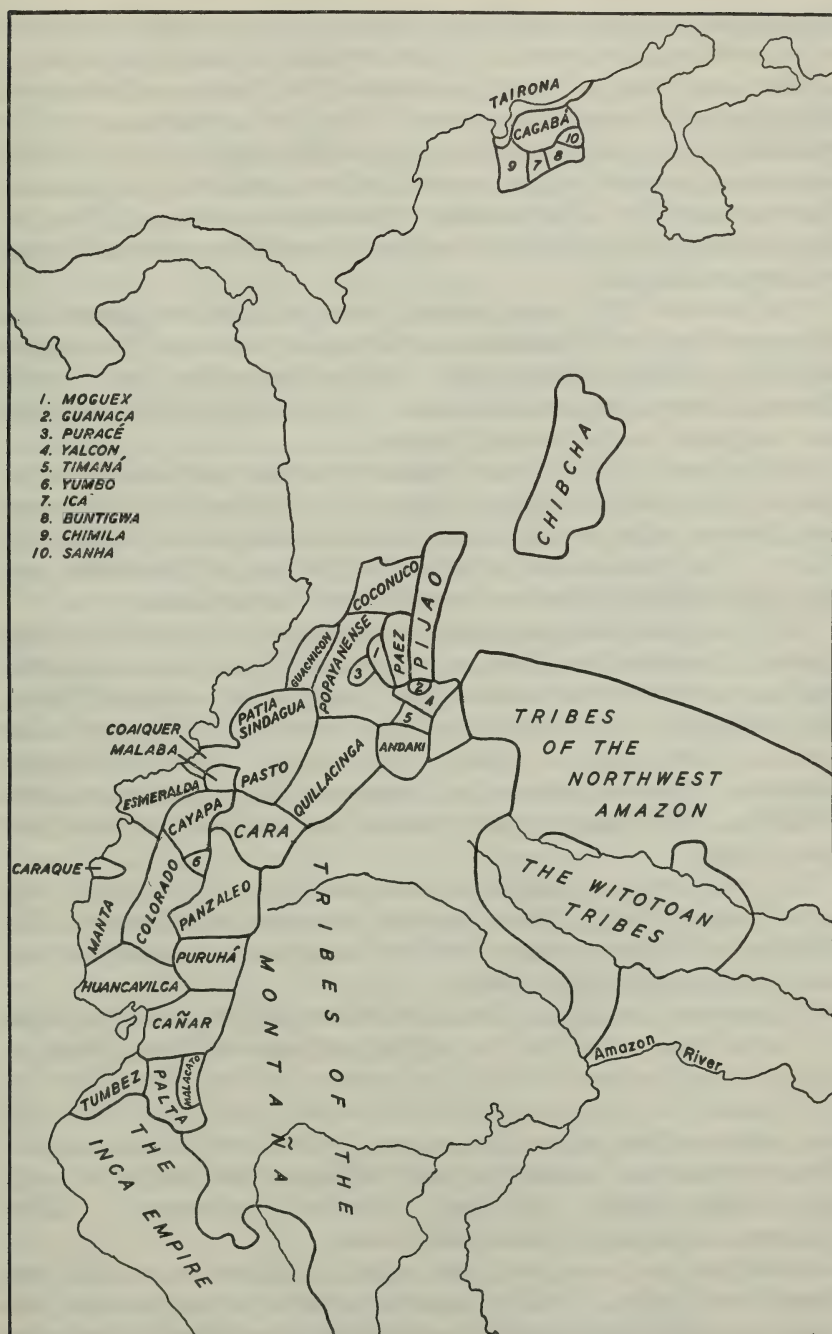 TAIRONA
CAGABÁ
10
9
7
8
1. MOGUEX
2. GUANACA
3. PURACÉ
4. YALCON
5. TIMANÁ
6. YUMBO
7. ICA
8. BUNTIGWA
9. CHIMILA
10. SANHA
CHIBCHA
COCONUCO
PIJAO
GUACHICON
POPAYANENSE
1
PAEZ
3
2
4
5
PATIA
SINDAGUA
COAIQUER
MALABA
PASTO
QUILLACINGA
ANDAKI
TRIBES
OF THE
NORTHWEST
AMAZON
ESMERALDA
CAYAPA
CARA
CARAQUE
MANTA
COLORADO
6
PANZALEO
THE WITOTOAN
TRIBES
PURUHÁ
HUANCAVILCA
CAÑAR
TRIBES OF THE
MONTAÑA
Amazon River
TUMBEZ
PALTA
MALACATO
THE
INCA EMPIRE